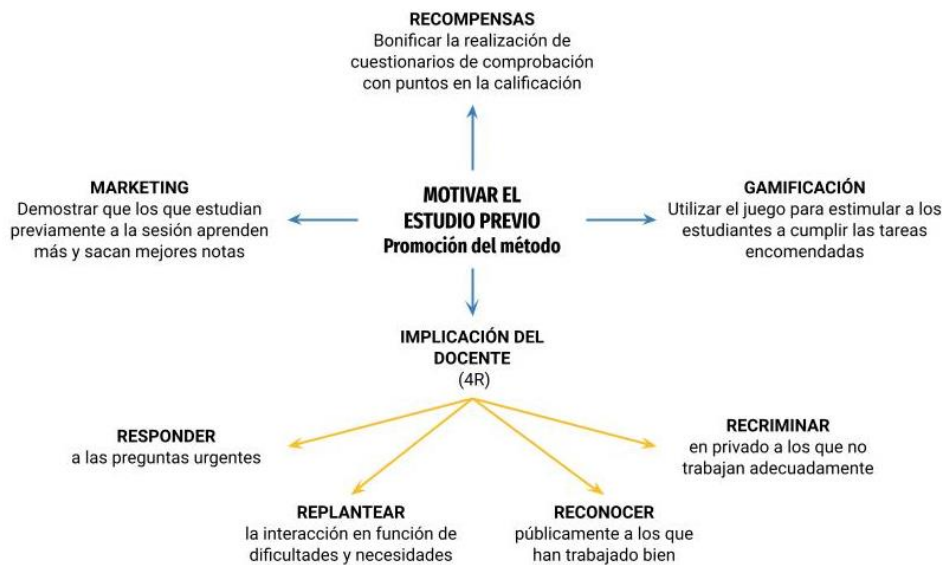 RECOMPENSAS
Bonificar la realización de
cuestionarios de comprobación
con puntos en la calificación
MARKETING
Demostrar que los que estudian
previamente a la sesión aprenden
más y sacan mejores notas
MOTIVAR EL
ESTUDIO PREVIO
Promoción del método
GAMIFICACIÓN
Utilizar el juego para estimular a los
estudiantes a cumplir las tareas
encomendadas
IMPLICACIÓN DEL
DOCENTE
(4R)
RESPONDER
a las preguntas urgentes
REPLANTEAR
la interacción en función de
dificultades y necesidades
RECONOCER
públicamente a los que
han trabajado bien
RECRIMINAR
en privado a los que no
trabajan adecuadamente